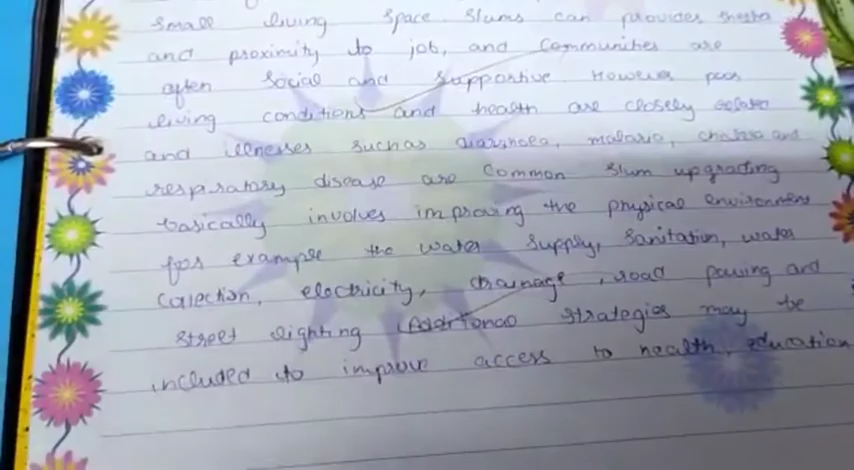 small living space slums can provides
and proximity to job, and communities are
often social and supportive. However poor
living conditions and health are closely
and illnesses such as diarrhoea, malaria, cholera and
respiratory disease are common slum upgrading
basically involves improving the physical environment
for example the water supply, sanitation, water
collection, electricity, drainage, road paving and
street lighting Additional strategies may be
included to improve access to health, education